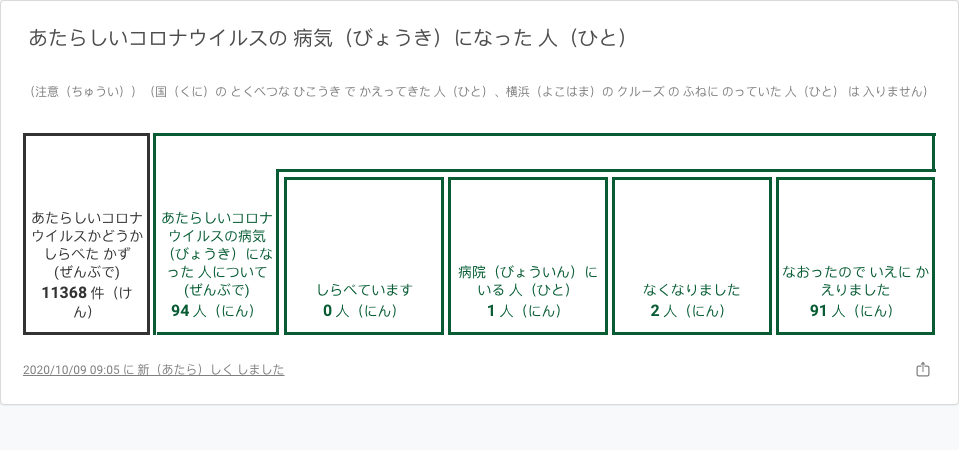 あたらしいコロナウイルスの 病気（びょうき）になった 人（ひと）
（注意（ちゅうい））（国（くに）の とくべつな ひこうき で かえってきた 人（ひと）、横浜（よこはま）の クルーズ の ふねに のっていた 人（ひと） は 入りません）
あたらしいコロナ
ウイルスかどうか
しらべた かず
(ぜんぶで)
11368 件（け
ん）
あたらしいコロナ
ウイルスの病気
（びょうき）にな
った 人について
(ぜんぶで)
94 人（にん）
しらべています
0 人（にん）
病院（びょういん）に
いる 人（ひと）
1 人（にん）
なくなりました
2 人（にん）
なおったので いえに か
えりました
91 人（にん）
2020/10/09 09:05 に 新（あたら）しく しました